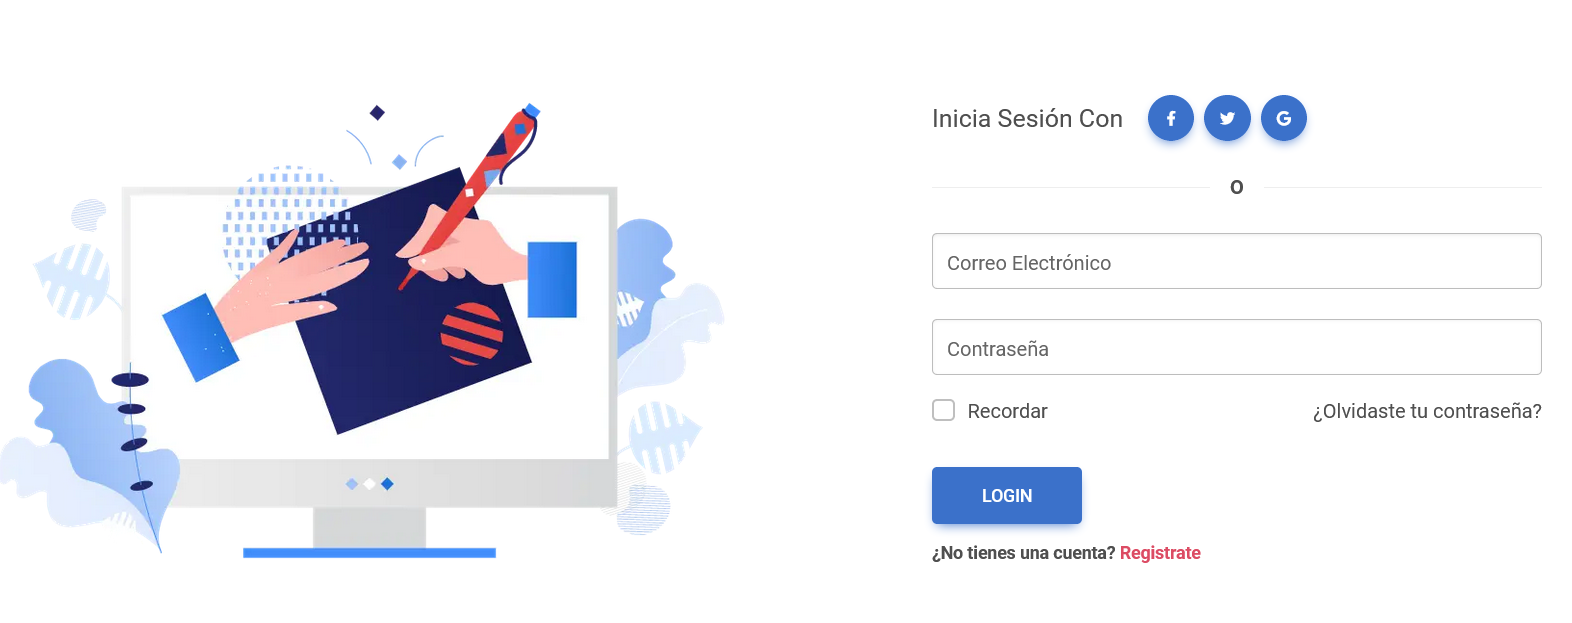 Inicia Sesión Con
O
Correo Electrónico
Contraseña
Recordar ¿Olvidaste tu contraseña?
LOGIN
¿No tienes una cuenta? Registrate